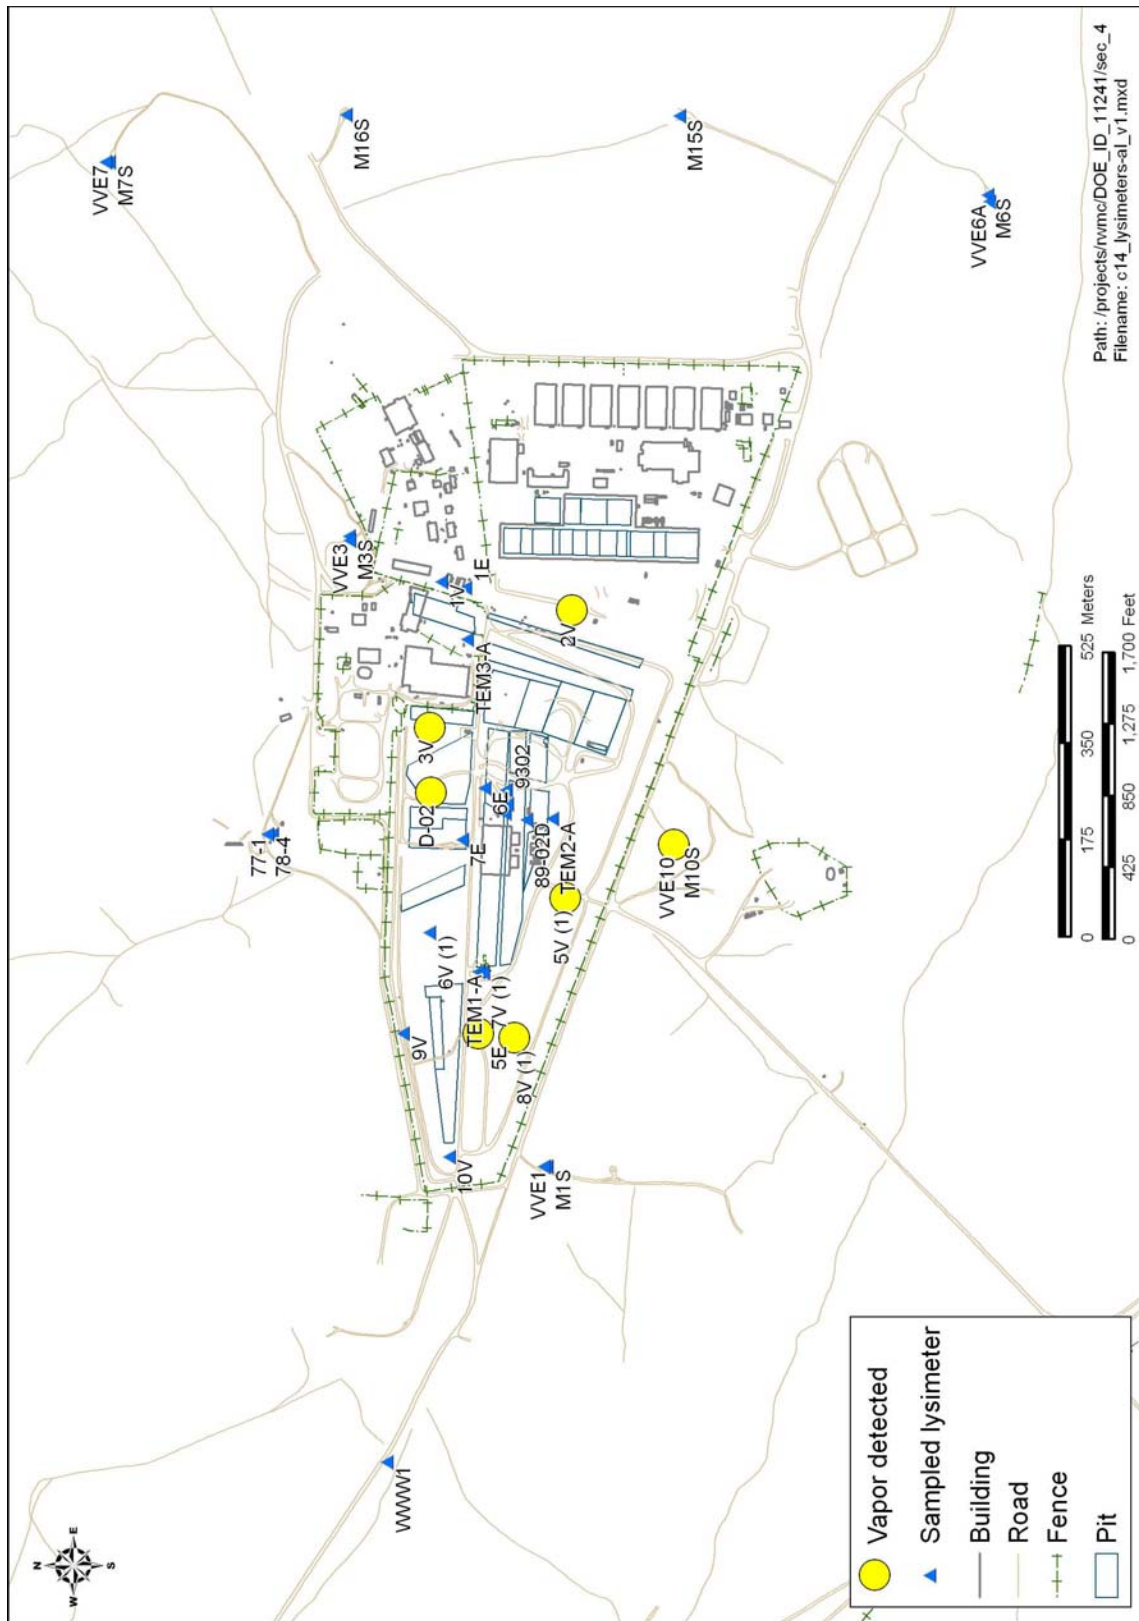 N
W
E
S
VVE7
M7S
M16S
M15S
VVE6A
M6S
VVE3
M3S
77-1
78-4
1V
1E
TEM3-A
2V
3V
D-02
6E
9302
7E
89-02D
TEM2-A
VVE10
M10S
5V (1)
6V (1)
TEM1-A
7V (1)
9V
5E
8V (1)
10V
VVE1
M1S
WWW1
Vapor detected
Sampled lysimeter
Building
Road
Fence
Pit
0 175 350 525 Meters
0 425 850 1,275 1,700 Feet
Path: /projects/rwmc/DOE_ID_11241/sec_4
Filename: c14_lysimeters-al_v1.mxd